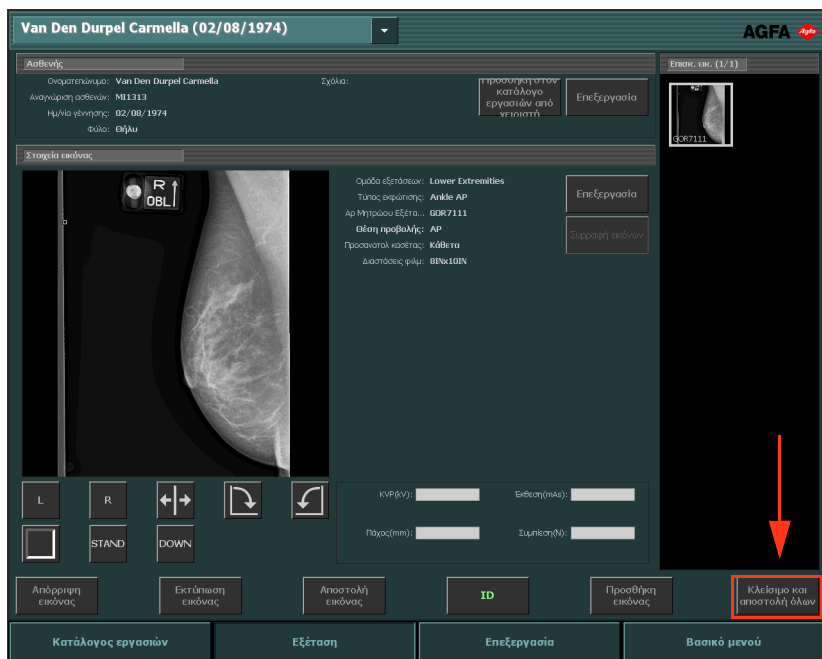 Van Den Durpel Carmella (02/08/1974)
AGFA
Agfa
Ασθενής
Ονοματεπώνυμο: Van Den Durpel Carmella
Αναγνώριση ασθενών: MI1313
Ημ/νία γέννησης: 02/08/1974
Φύλο: Θήλυ
Σχόλια:
Προσθήκη στον
κατάλογο
εργασιών από
χειριστή
Επεξεργασία
Επισκ. εικ. (1/1)
GOR7111
Στοιχεία εικόνας
R
OBL
Ομάδα εξετάσεων: Lower Extremities
Τύπος εκφώτισης: Ankle AP
Αρ Μητρώου Εξέτα... GOR7111
Θέση προβολής: AP
Προσανατολ κασέτας: Κάθετα
Διαστάσεις φιλμ: 8INx10IN
Επεξεργασία
Συρραφή εικόνων
L
R
STAND
DOWN
KVP(kV):
Έκθεση(mAs):
Πάχος(mm):
Συμπίεση(N):
Απόρριψη
εικόνας
Εκτύπωση
εικόνας
Αποστολή
εικόνας
ID
Προσθήκη
εικόνας
Κλείσιμο και
αποστολή όλων
Κατάλογος εργασιών
Εξέταση
Επεξεργασία
Βασικό μενού